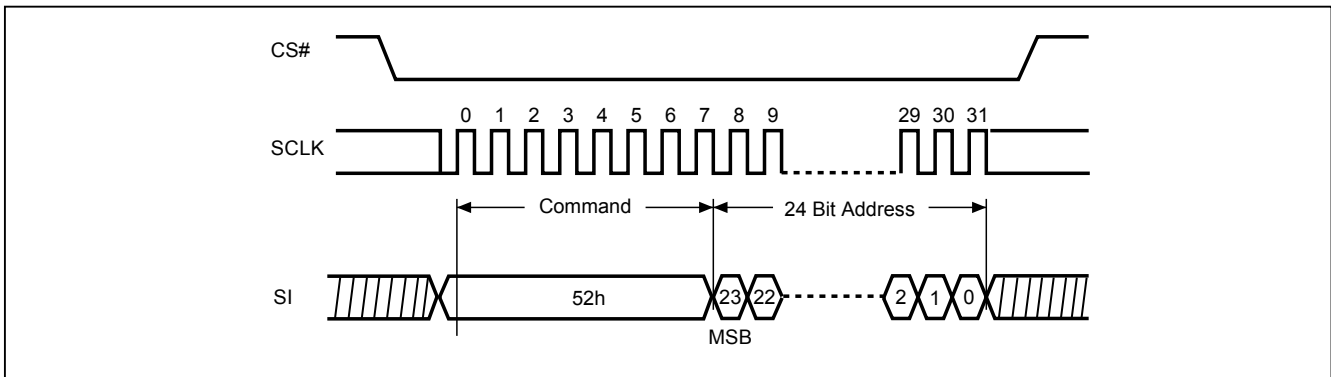 CS#
0 1 2 3 4 5 6 7 8 9 29 30 31
SCLK
Command 24 Bit Address
SI 52h 23 22 2 1 0
MSB